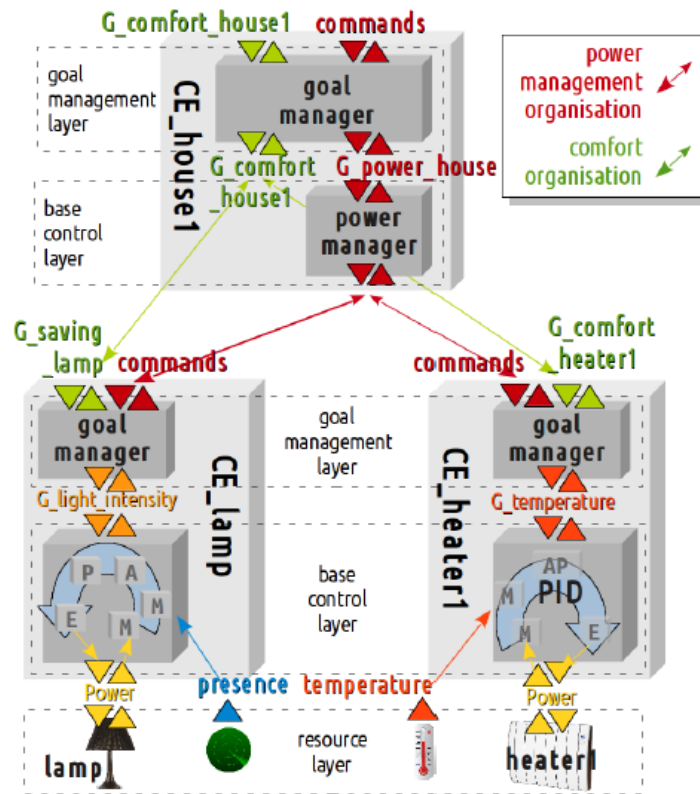 G_comfort_house1
commands
power
management
organisation
comfort
organisation
goal
management
layer
CE_house1
goal
manager
G_comfort
_house1
G_power_house
base
control
layer
power
manager
G_saving
_lamp
commands
commands
G_comfort
_heater1
goal
manager
goal
management
layer
goal
manager
CE_lamp
CE_heater1
G_light_intensity
G_temperature
P
A
E
M
M
base
control
layer
AP
PID
M
M
E
Power
presence
temperature
Power
lamp
resource
layer
heater1